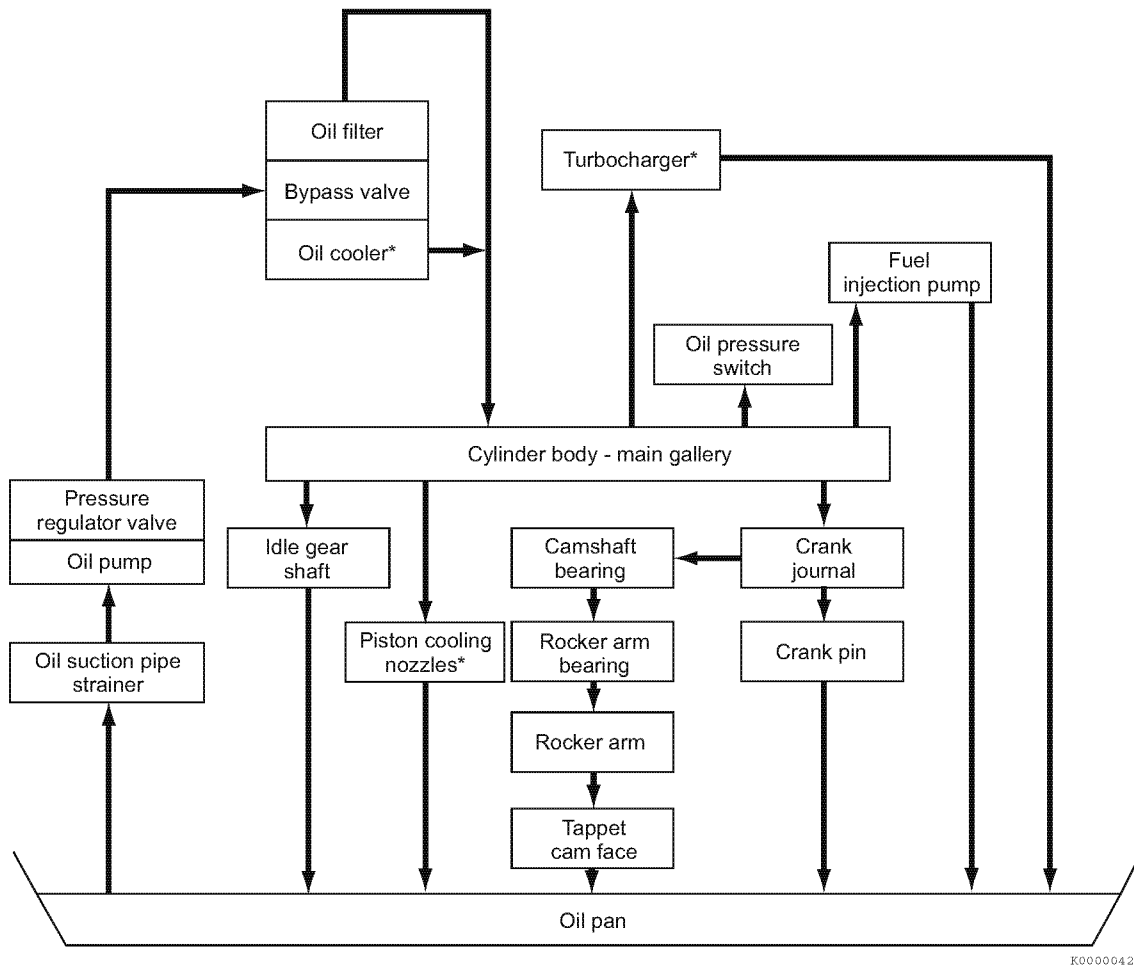 Oil filter
Bypass valve
Oil cooler*
Turbocharger*
Fuel
injection pump
Oil pressure
switch
Cylinder body - main gallery
Pressure
regulator valve
Oil pump
Idle gear
shaft
Camshaft
bearing
Crank
journal
Oil suction pipe
strainer
Piston cooling
nozzles*
Rocker arm
bearing
Crank pin
Rocker arm
Tappet
cam face
Oil pan
K0000042